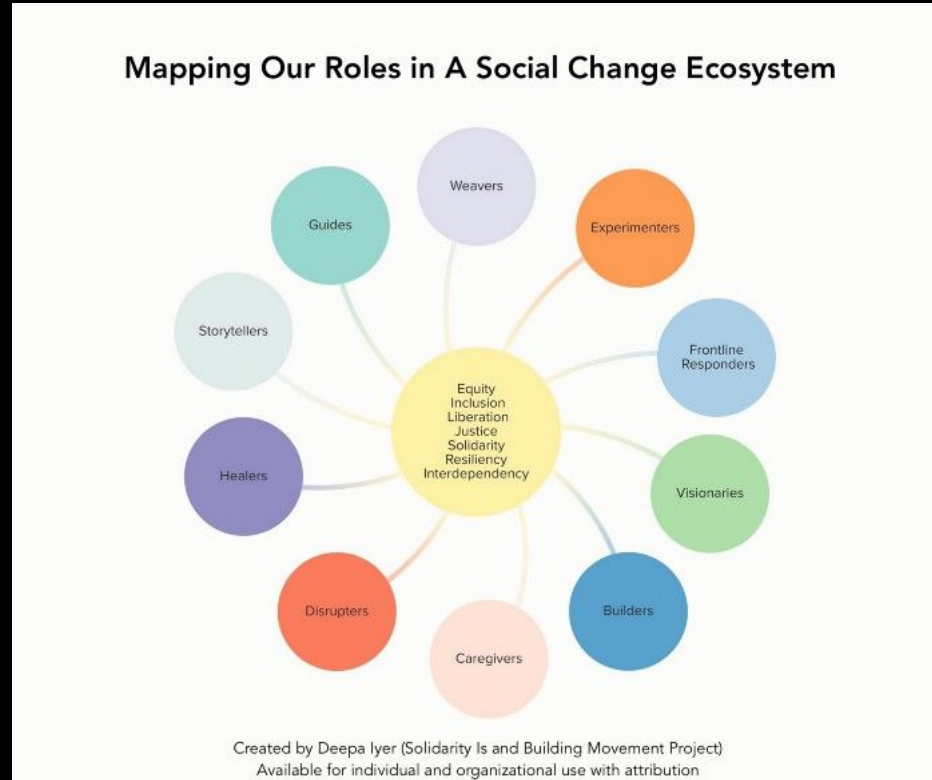 Mapping Our Roles in A Social Change Ecosystem
Weavers
Guides
Experimenters
Storytellers
Frontline
Responders
Equity
Inclusion
Liberation
Justice
Solidarity
Resiliency
Interdependency
Healers
Visionaries
Disrupters
Builders
Caregivers
Created by Deepa Iyer (Solidarity Is and Building Movement Project)
Available for individual and organizational use with attribution